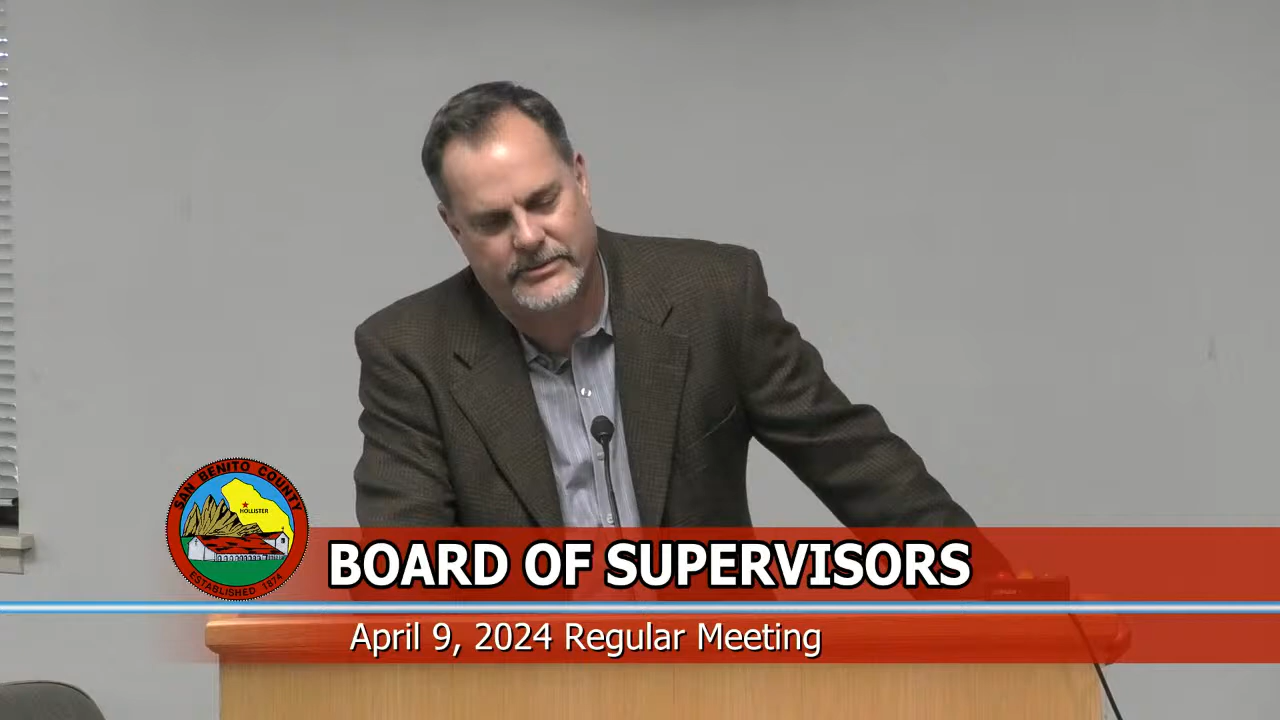 SAN BENITO COUNTY
HOLLISTER
ESTABLISHED 1874
BOARD OF SUPERVISORS
April 9, 2024 Regular Meeting